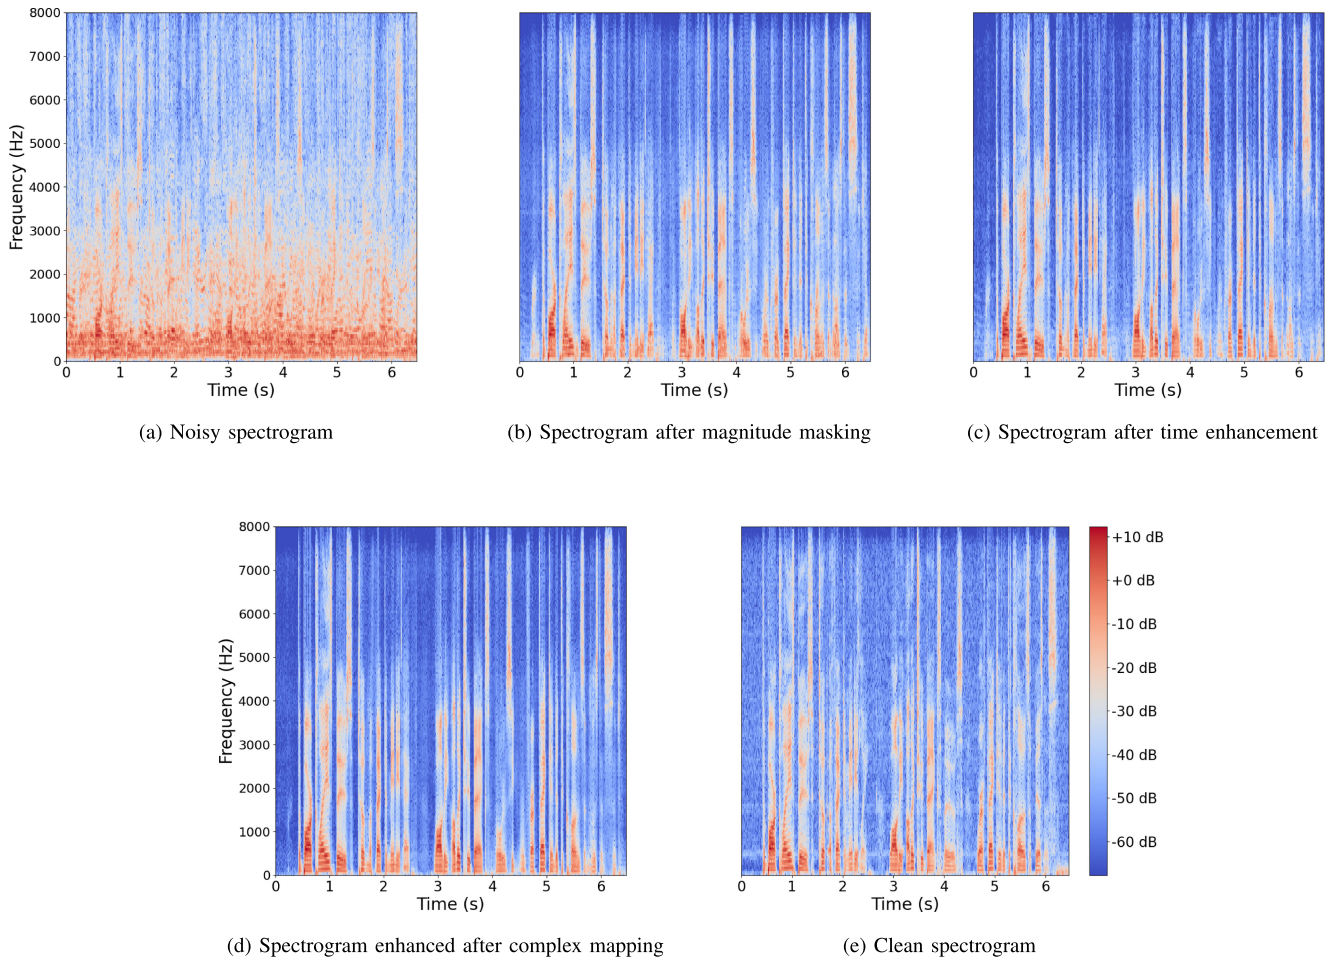 8000
7000
6000
5000
4000
3000
2000
1000
0
Frequency (Hz)
0 1 2 3 4 5 6
Time (s)
0 1 2 3 4 5 6
Time (s)
0 1 2 3 4 5 6
Time (s)
(a) Noisy spectrogram
(b) Spectrogram after magnitude masking
(c) Spectrogram after time enhancement
8000
7000
6000
5000
4000
3000
2000
1000
0
Frequency (Hz)
0 1 2 3 4 5 6
Time (s)
0 1 2 3 4 5 6
Time (s)
+10 dB
+0 dB
-10 dB
-20 dB
-30 dB
-40 dB
-50 dB
-60 dB
(d) Spectrogram enhanced after complex mapping
(e) Clean spectrogram